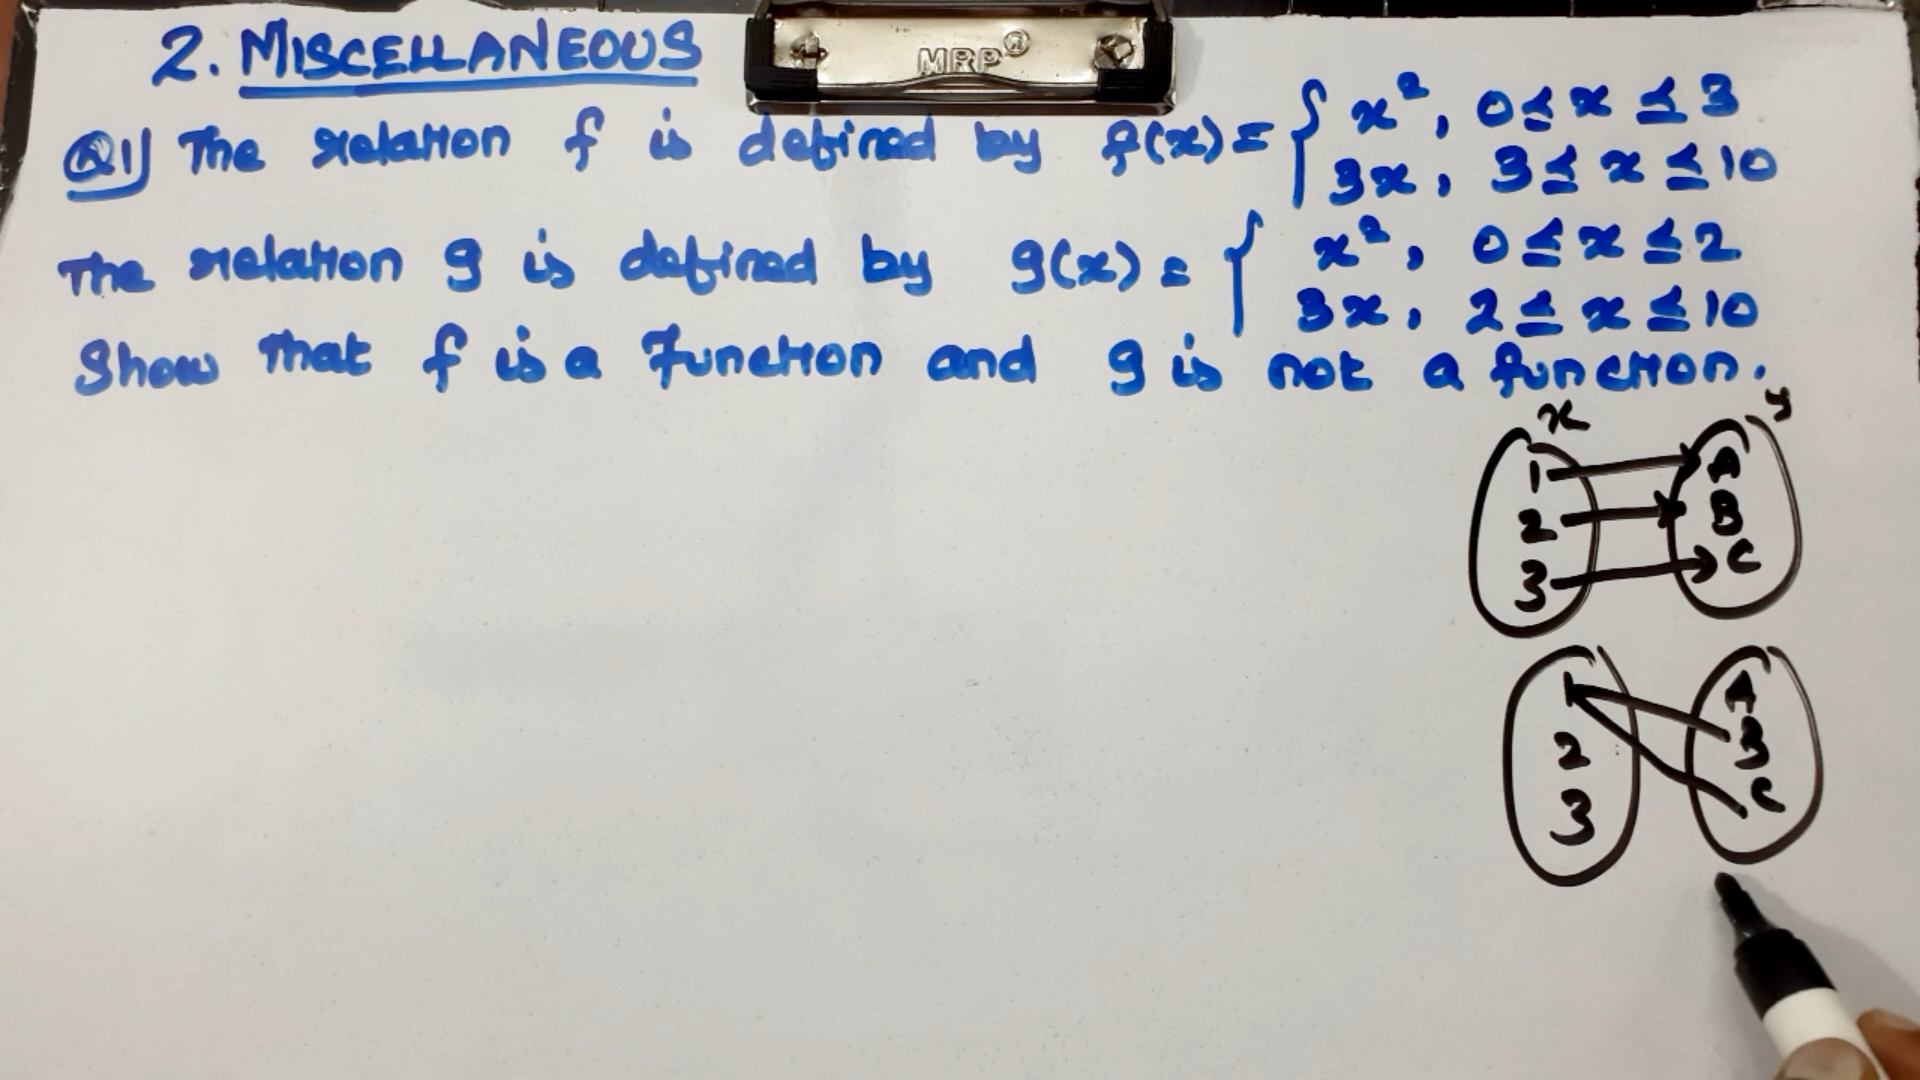 2. MISCELLANEOUS
MRP®
Q1) The relation f is defined by f(x) = { x², 0 ≤ x ≤ 3
3x, 3 ≤ x ≤ 10
The relation g is defined by g(x) = { x², 0 ≤ x ≤ 2
3x, 2 ≤ x ≤ 10
Show that f is a function and g is not a function.
x y
1 A
2 B
3 C
1 A
2 B
3 C